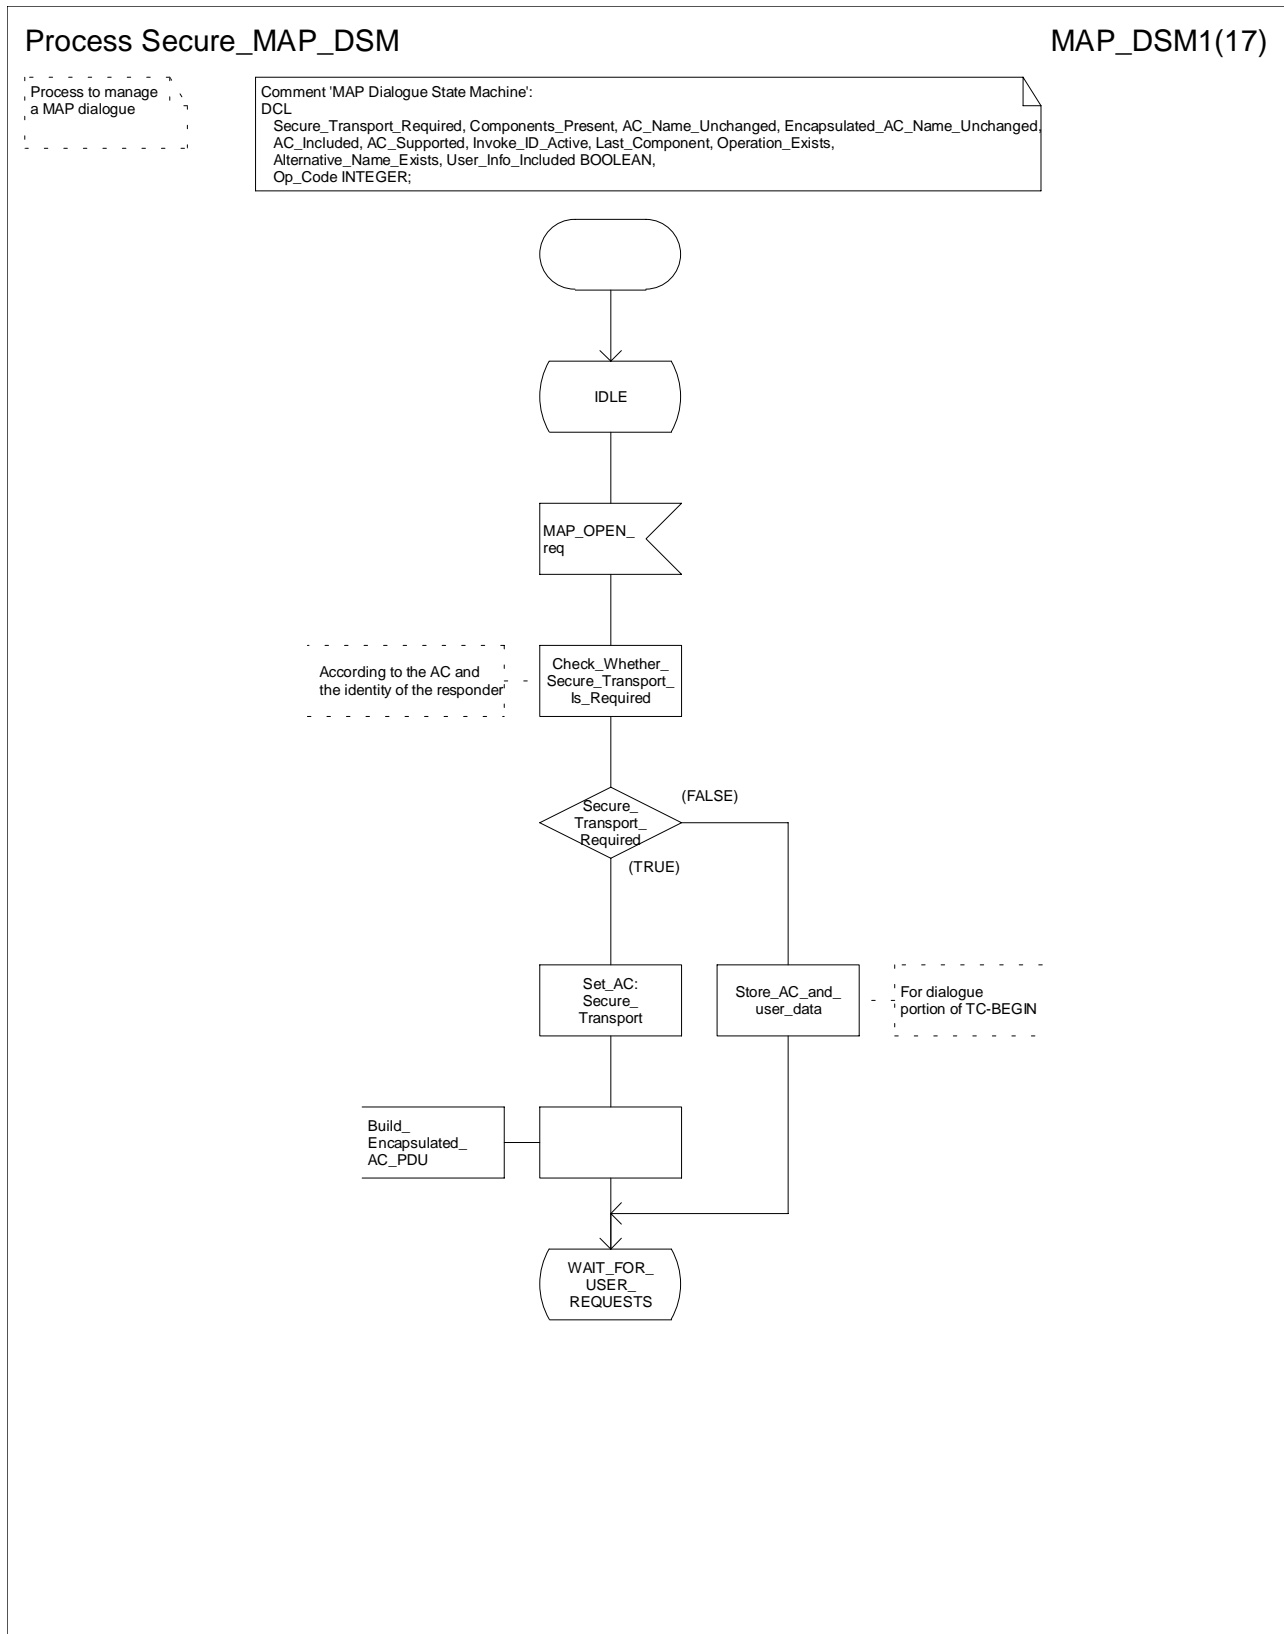 Process Secure_MAP_DSM
MAP_DSM1(17)
Process to manage
a MAP dialogue
Comment 'MAP Dialogue State Machine':
DCL
Secure_Transport_Required, Components_Present, AC_Name_Unchanged, Encapsulated_AC_Name_Unchanged,
AC_Included, AC_Supported, Invoke_ID_Active, Last_Component, Operation_Exists,
Alternative_Name_Exists, User_Info_Included BOOLEAN,
Op_Code INTEGER;
IDLE
MAP_OPEN_
req
According to the AC and
the identity of the responder
Check_Whether_
Secure_Transport_
Is_Required
Secure_
Transport_
Required
(FALSE)
(TRUE)
Set_AC:
Secure_
Transport
Store_AC_and_
user_data
For dialogue
portion of TC-BEGIN
Build_
Encapsulated_
AC_PDU
WAIT_FOR_
USER_
REQUESTS